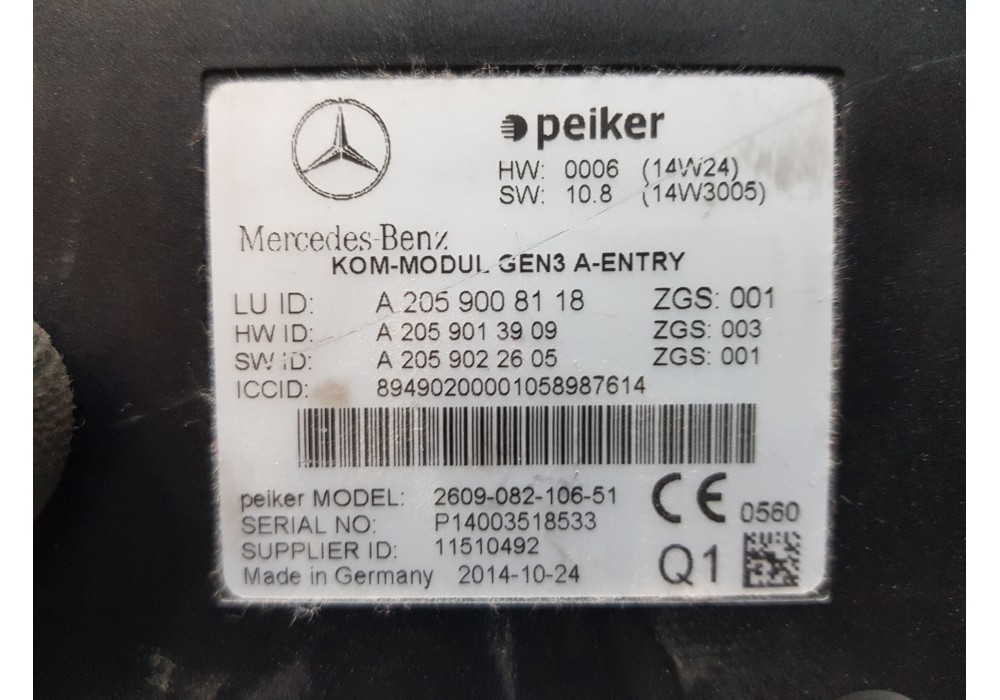 peiker
HW: 0006 (14W24)
SW: 10.8 (14W3005)
Mercedes-Benz
KOM-MODUL GEN3 A-ENTRY
LU ID: A 205 900 81 18 ZGS: 001
HW ID: A 205 901 39 09 ZGS: 003
SW ID: A 205 902 26 05 ZGS: 001
ICCID: 89490200001058987614
peiker MODEL: 2609-082-106-51
SERIAL NO: P14003518533
SUPPLIER ID: 11510492
Made in Germany 2014-10-24
CE 0560
Q1